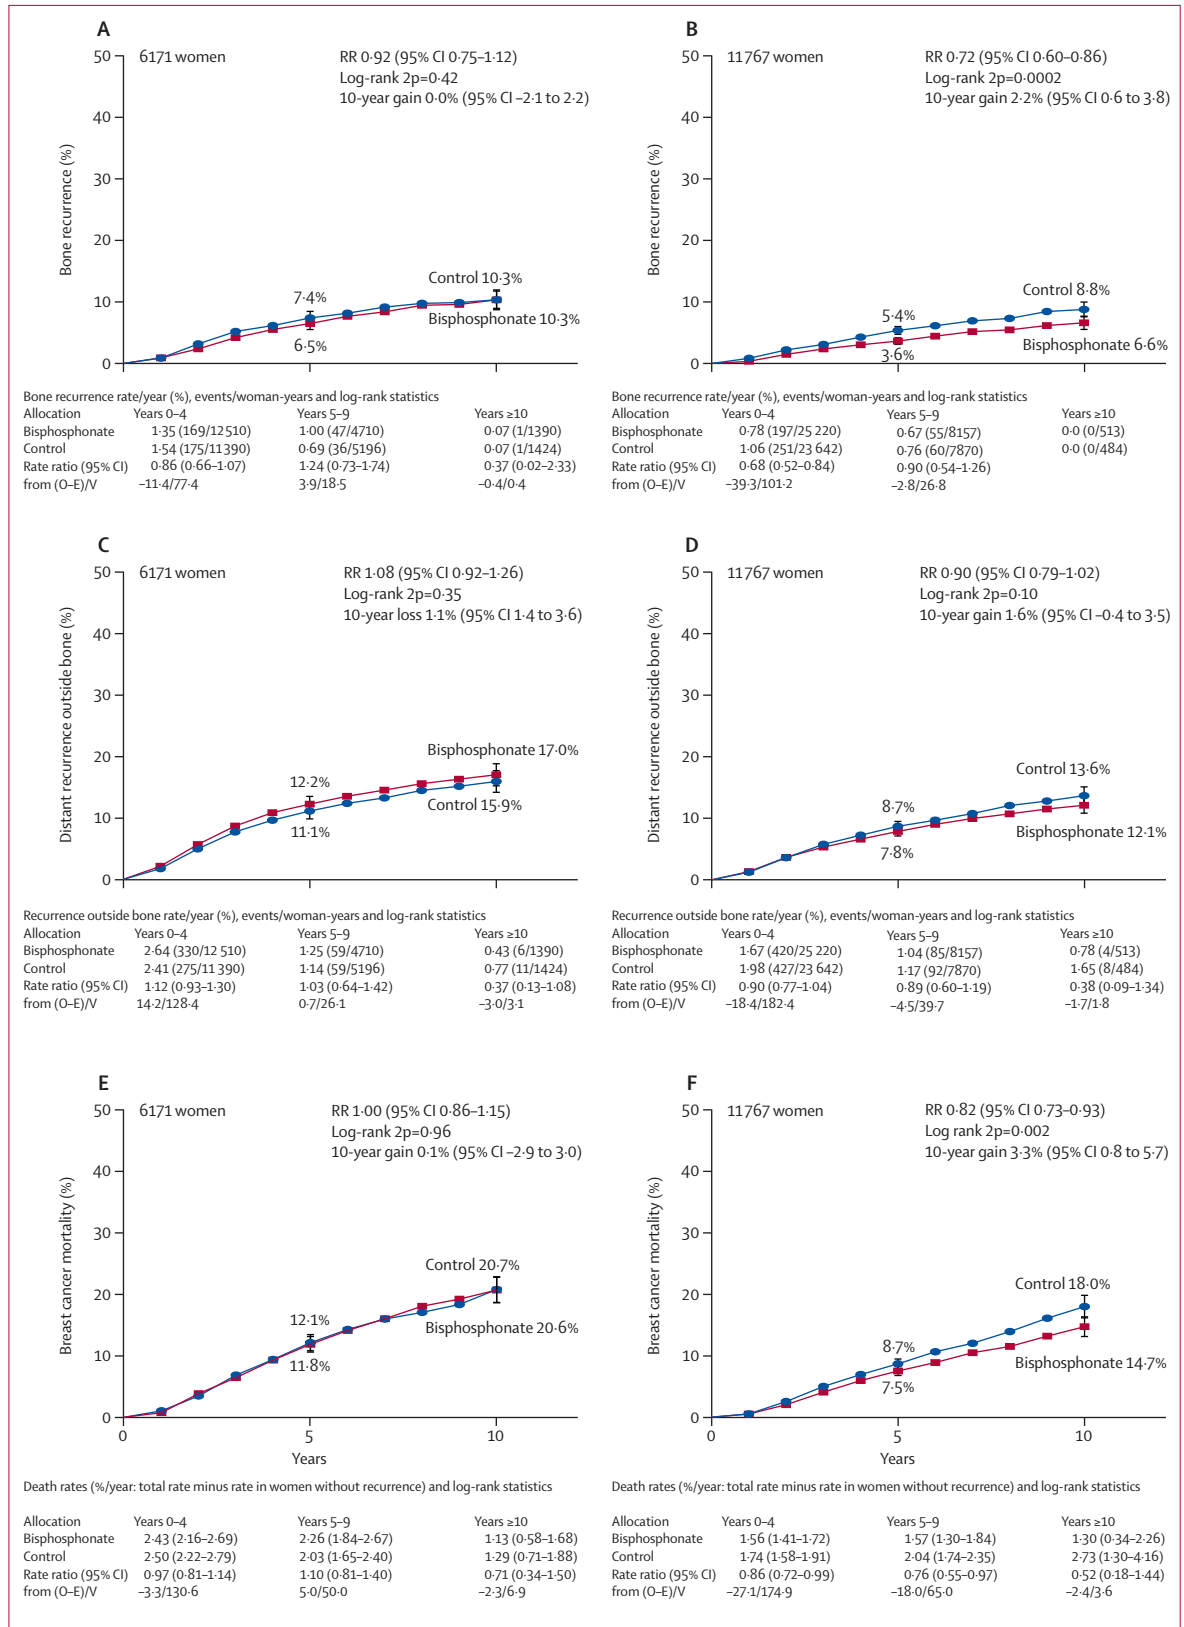 A
50
40
30
20
10
0
Bone recurrence (%)
6171 women
RR 0·92 (95% CI 0·75–1·12)
Log-rank 2p=0·42
10-year gain 0·0% (95% CI –2·1 to 2·2)
7·4%
6·5%
Control 10·3%
Bisphosphonate 10·3%
Bone recurrence rate/year (%), events/woman-years and log-rank statistics
Allocation Years 0–4 Years 5–9 Years ≥10
Bisphosphonate 1·35 (169/12 510) 1·00 (47/4710) 0·07 (1/1390)
Control 1·54 (175/11 390) 0·69 (36/5196) 0·07 (1/1424)
Rate ratio (95% CI) 0·86 (0·66–1·07) 1·24 (0·73–1·74) 0·37 (0·02–2·33)
from (O–E)/V –11·4/77·4 3·9/18·5 –0·4/0·4
B
50
40
30
20
10
0
Bone recurrence (%)
11 767 women
RR 0·72 (95% CI 0·60–0·86)
Log-rank 2p=0·0002
10-year gain 2·2% (95% CI 0·6 to 3·8)
5·4%
3·6%
Control 8·8%
Bisphosphonate 6·6%
Bone recurrence rate/year (%), events/woman-years and log-rank statistics
Allocation Years 0–4 Years 5–9 Years ≥10
Bisphosphonate 0·78 (197/25 220) 0·67 (55/8157) 0·0 (0/513)
Control 1·06 (251/23 642) 0·76 (60/7870) 0·0 (0/484)
Rate ratio (95% CI) 0·68 (0·52–0·84) 0·90 (0·54–1·26)
from (O–E)/V –39·3/101·2 –2·8/26·8
C
50
40
30
20
10
0
Distant recurrence outside bone (%)
6171 women
RR 1·08 (95% CI 0·92–1·26)
Log-rank 2p=0·35
10-year loss 1·1% (95% CI 1·4 to 3·6)
12·2%
11·1%
Bisphosphonate 17·0%
Control 15·9%
Recurrence outside bone rate/year (%), events/woman-years and log-rank statistics
Allocation Years 0–4 Years 5–9 Years ≥10
Bisphosphonate 2·64 (330/12 510) 1·25 (59/4710) 0·43 (6/1390)
Control 2·41 (275/11 390) 1·14 (59/5196) 0·77 (11/1424)
Rate ratio (95% CI) 1·12 (0·93–1·30) 1·03 (0·64–1·42) 0·37 (0·13–1·08)
from (O–E)/V 14·2/128·4 0·7/26·1 –3·0/3·1
D
50
40
30
20
10
0
Distant recurrence outside bone (%)
11 767 women
RR 0·90 (95% CI 0·79–1·02)
Log-rank 2p=0·10
10-year gain 1·6% (95% CI –0·4 to 3·5)
8·7%
7·8%
Control 13·6%
Bisphosphonate 12·1%
Recurrence outside bone rate/year (%), events/woman-years and log-rank statistics
Allocation Years 0–4 Years 5–9 Years ≥10
Bisphosphonate 1·67 (420/25 220) 1·04 (85/8157) 0·78 (4/513)
Control 1·98 (427/23 642) 1·17 (92/7870) 1·65 (8/484)
Rate ratio (95% CI) 0·90 (0·77–1·04) 0·89 (0·60–1·19) 0·38 (0·09–1·34)
from (O–E)/V –18·4/182·4 –4·5/39·7 –1·7/1·8
E
50
40
30
20
10
0
Breast cancer mortality (%)
6171 women
RR 1·00 (95% CI 0·86–1·15)
Log-rank 2p=0·96
10-year gain 0·1% (95% CI –2·9 to 3·0)
12·1%
11·8%
Control 20·7%
Bisphosphonate 20·6%
0 5 10
Years
Death rates (%/year: total rate minus rate in women without recurrence) and log-rank statistics
Allocation Years 0–4 Years 5–9 Years ≥10
Bisphosphonate 2·43 (2·16–2·69) 2·26 (1·84–2·67) 1·13 (0·58–1·68)
Control 2·50 (2·22–2·79) 2·03 (1·65–2·40) 1·29 (0·71–1·88)
Rate ratio (95% CI) 0·97 (0·81–1·14) 1·10 (0·81–1·40) 0·71 (0·34–1·50)
from (O–E)/V –3·3/130·6 5·0/50·0 –2·3/6·9
F
50
40
30
20
10
0
Breast cancer mortality (%)
11 767 women
RR 0·82 (95% CI 0·73–0·93)
Log rank 2p=0·002
10-year gain 3·3% (95% CI 0·8 to 5·7)
8·7%
7·5%
Control 18·0%
Bisphosphonate 14·7%
0 5 10
Years
Death rates (%/year: total rate minus rate in women without recurrence) and log-rank statistics
Allocation Years 0–4 Years 5–9 Years ≥10
Bisphosphonate 1·56 (1·41–1·72) 1·57 (1·30–1·84) 1·30 (0·34–2·26)
Control 1·74 (1·58–1·91) 2·04 (1·74–2·35) 2·73 (1·30–4·16)
Rate ratio (95% CI) 0·86 (0·72–0·99) 0·76 (0·55–0·97) 0·52 (0·18–1·44)
from (O–E)/V –27·1/174·9 –18·0/65·0 –2·4/3·6